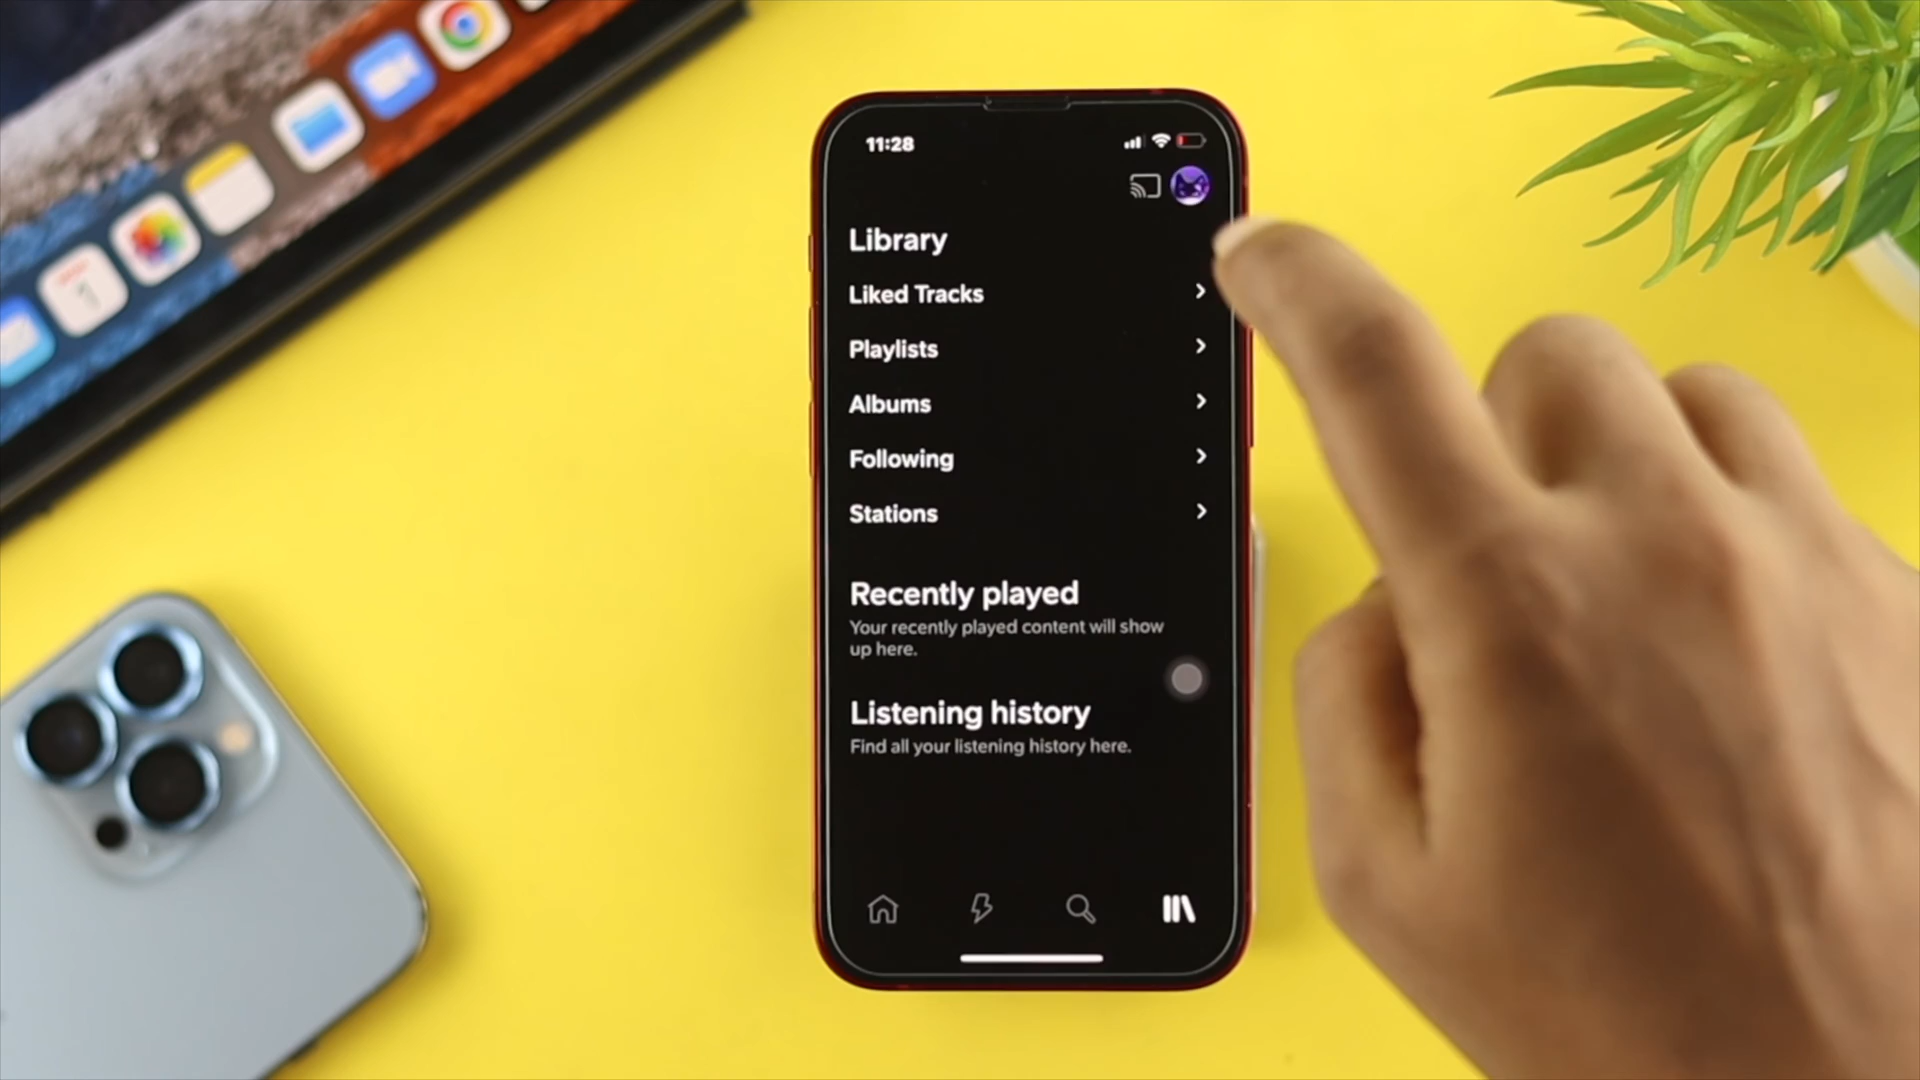 11:28
Library
Liked Tracks
Playlists
Albums
Following
Stations
Recently played
Your recently played content will show
up here.
Listening history
Find all your listening history here.
1